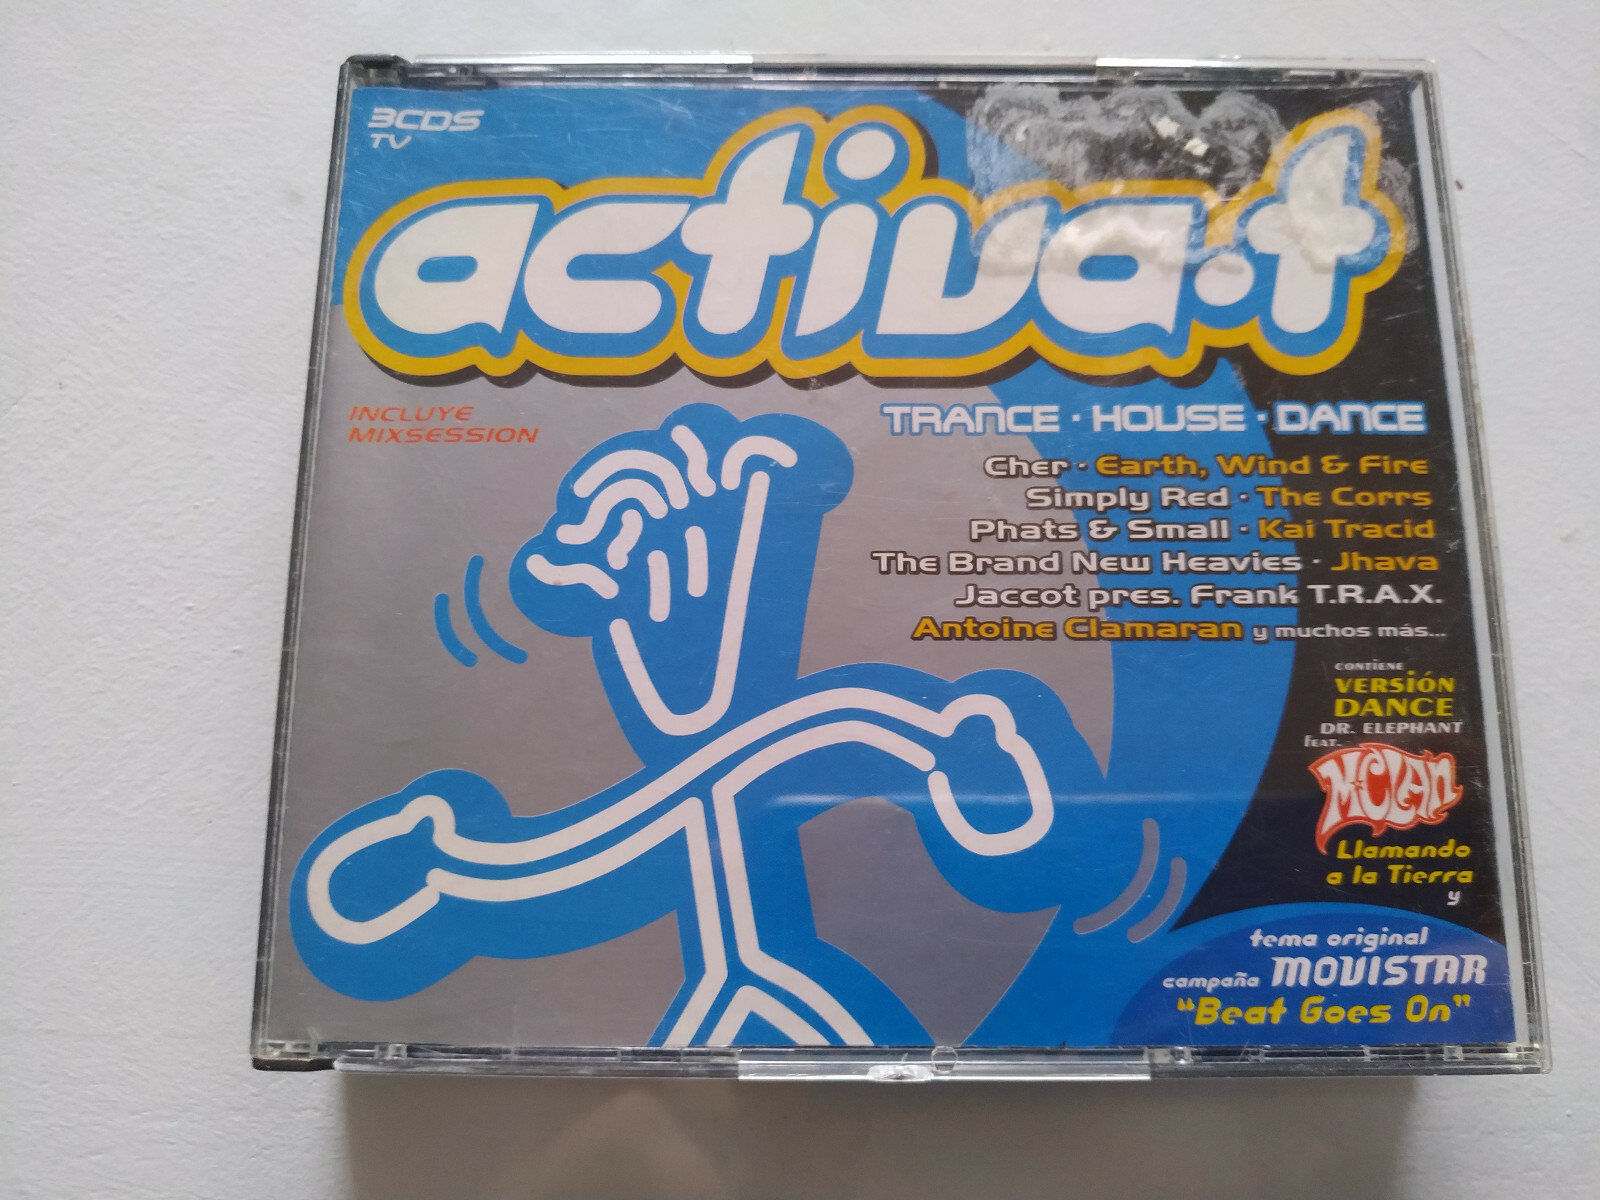 3CDS
TV
activa.t
INCLUYE
MIXSESSION
TRANCE · HOUSE · DANCE
Cher · Earth, Wind & Fire
Simply Red · The Corrs
Phats & Small · Kai Tracid
The Brand New Heavies · Jhava
Jaccot pres. Frank T.R.A.X.
Antoine Clamaran y muchos más...
CONTIENE
VERSIÓN
DANCE
DR. ELEPHANT
FEAT.
M·CLAN
Llamando
a la Tierra
y
tema original
campaña MOVISTAR
"Beat Goes On"